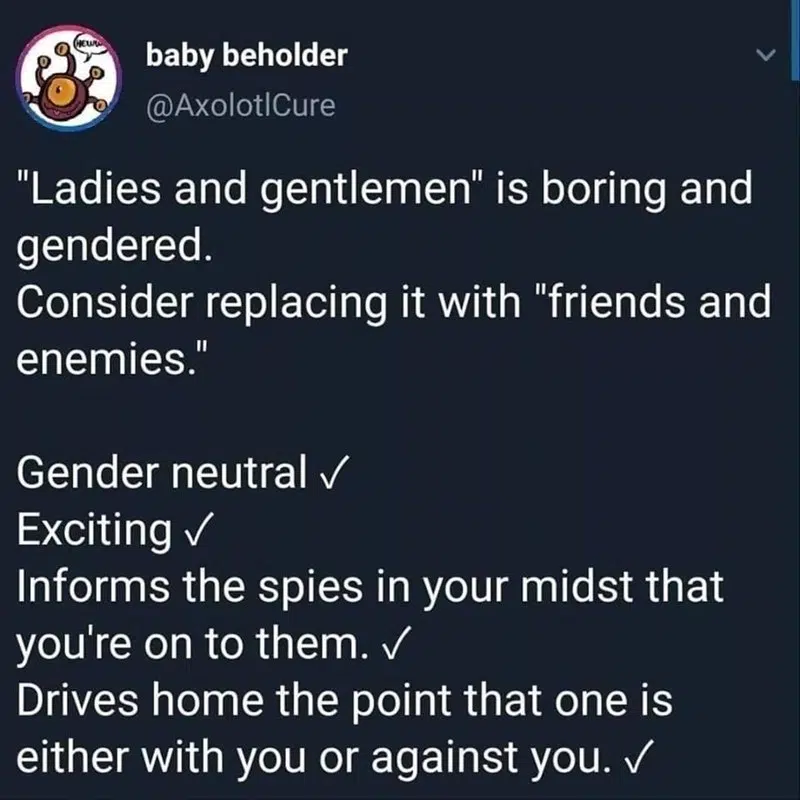 baby beholder
@AxolotlCure
"Ladies and gentlemen" is boring and
gendered.
Consider replacing it with "friends and
enemies."
Gender neutral ✓
Exciting ✓
Informs the spies in your midst that
you're on to them. ✓
Drives home the point that one is
either with you or against you. ✓